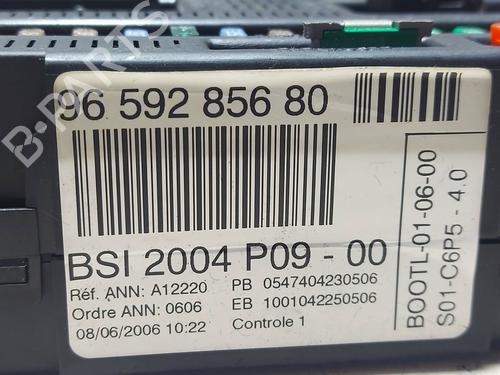 96 592 856 80
BSI 2004 P09 - 00
Réf. ANN: A12220 PB 0547404230506
Ordre ANN: 0606 EB 1001042250506
08/06/2006 10:22 Controle 1
BOOTL-01-06-00
S01-C6P5 - 4.0
B-PARTS